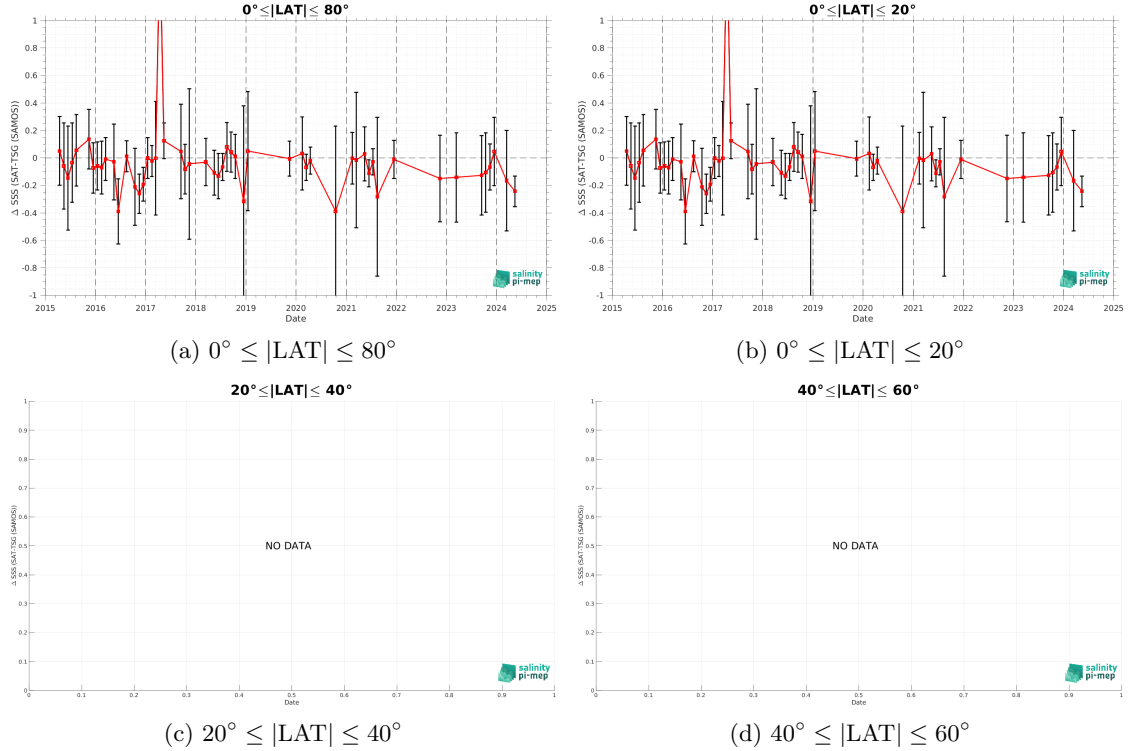 0°≤|LAT|≤ 80°
Δ SSS (SAT-TSG (SAMOS))
1
0.8
0.6
0.4
0.2
0
-0.2
-0.4
-0.6
-0.8
-1
2015 2016 2017 2018 2019 2020 2021 2022 2023 2024 2025
Date
salinity
pi-mep
(a) 0° ≤ |LAT| ≤ 80°
0°≤|LAT|≤ 20°
Δ SSS (SAT-TSG (SAMOS))
1
0.8
0.6
0.4
0.2
0
-0.2
-0.4
-0.6
-0.8
-1
2015 2016 2017 2018 2019 2020 2021 2022 2023 2024 2025
Date
salinity
pi-mep
(b) 0° ≤ |LAT| ≤ 20°
20°≤|LAT|≤ 40°
Δ SSS (SAT-TSG (SAMOS))
1
0.9
0.8
0.7
0.6
0.5
0.4
0.3
0.2
0.1
0
NO DATA
0 0.1 0.2 0.3 0.4 0.5 0.6 0.7 0.8 0.9 1
Date
salinity
pi-mep
(c) 20° ≤ |LAT| ≤ 40°
40°≤|LAT|≤ 60°
Δ SSS (SAT-TSG (SAMOS))
1
0.9
0.8
0.7
0.6
0.5
0.4
0.3
0.2
0.1
0
NO DATA
0 0.1 0.2 0.3 0.4 0.5 0.6 0.7 0.8 0.9 1
Date
salinity
pi-mep
(d) 40° ≤ |LAT| ≤ 60°